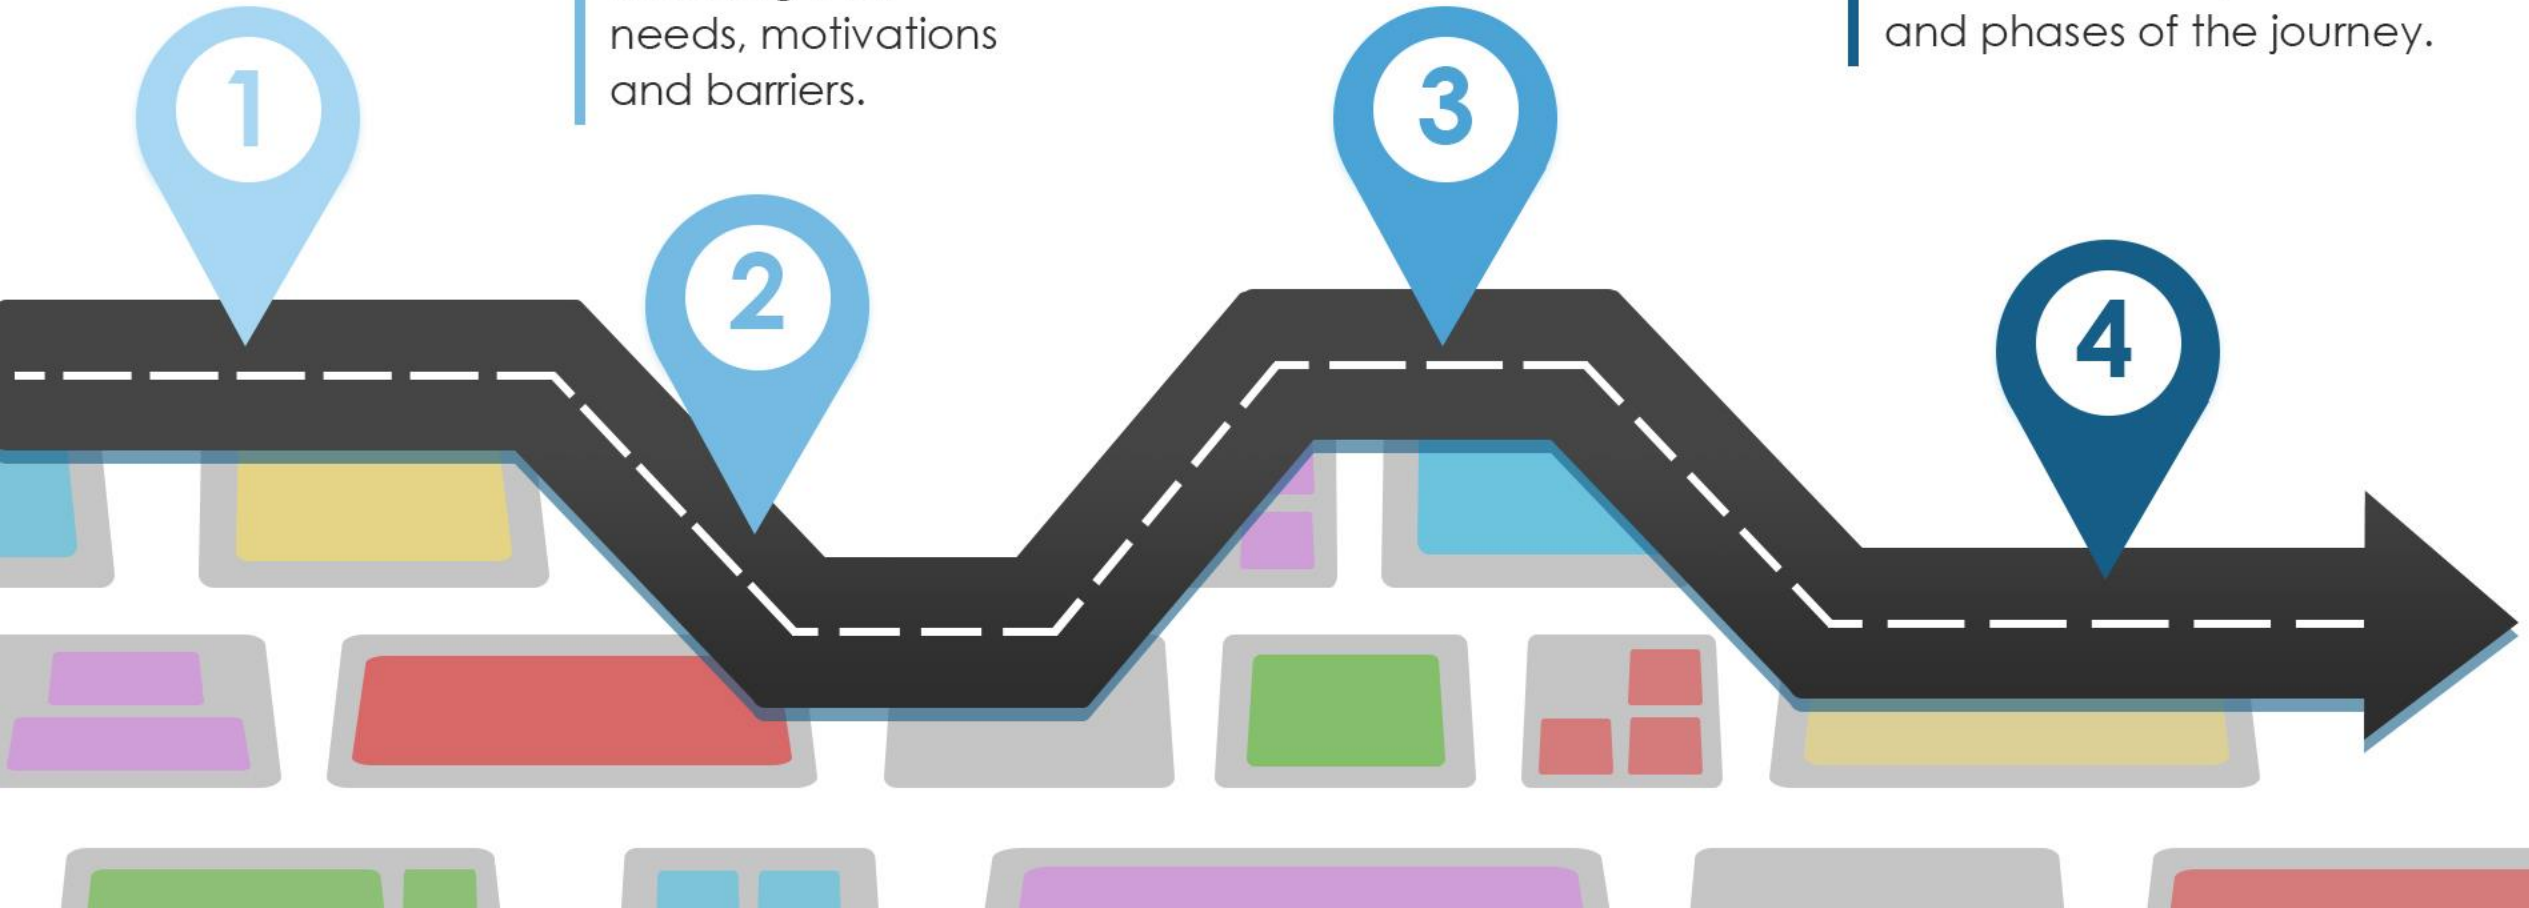 needs, motivations
and barriers.
and phases of the journey.
1
2
3
4